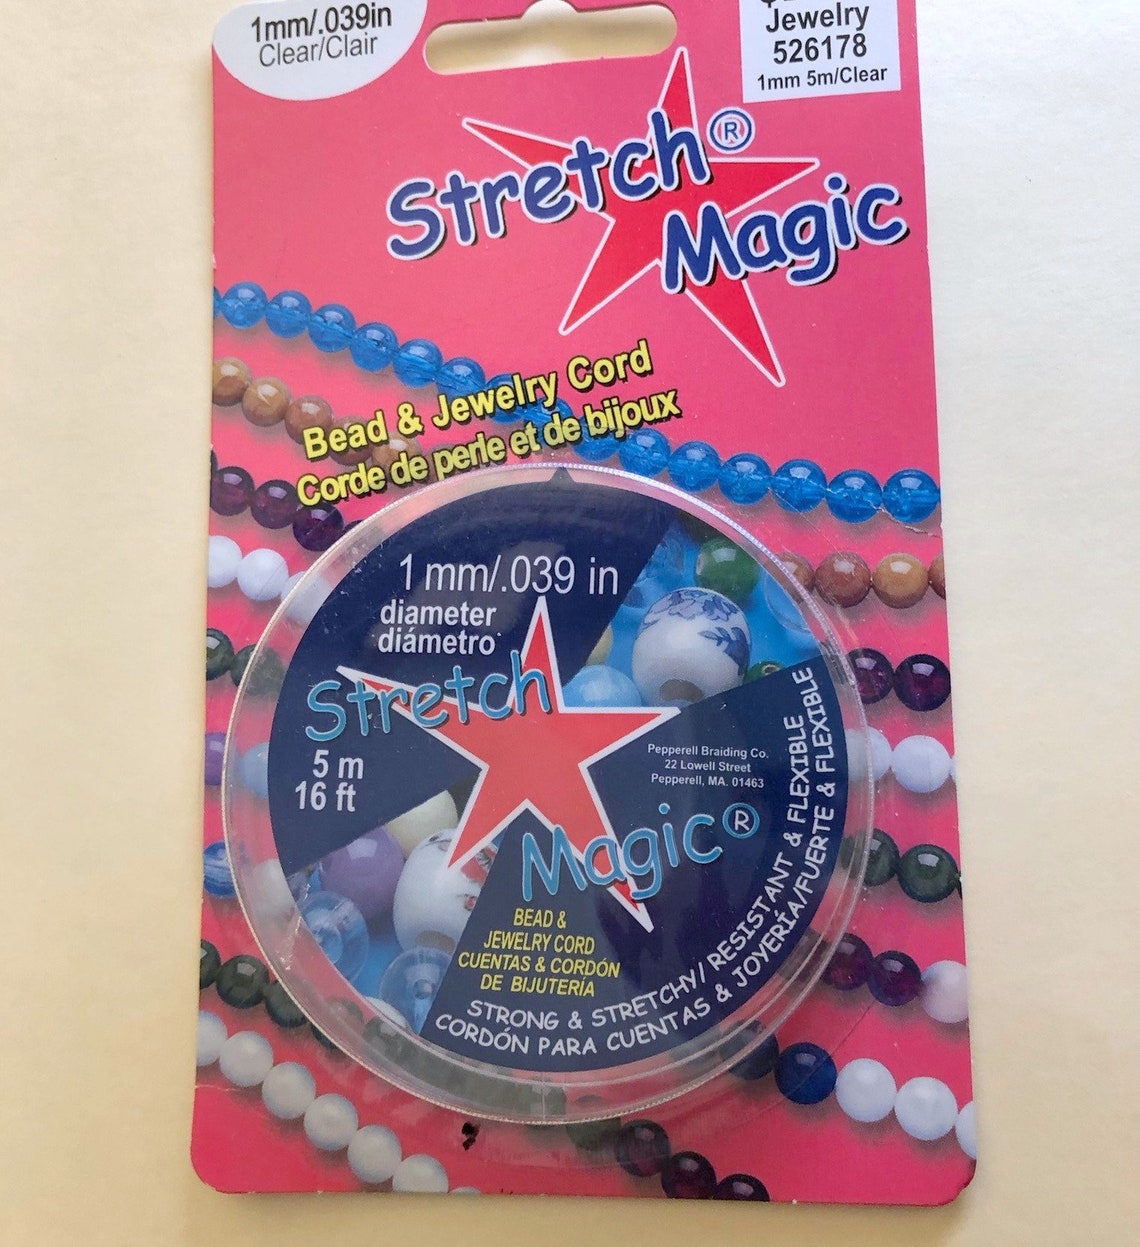 1mm/.039in
Clear/Clair
Jewelry
526178
1mm 5m/Clear
Stretch®
Magic
Bead & Jewelry Cord
Corde de perle et de bijoux
1 mm/.039 in
diameter
diámetro
Stretch
5 m
16 ft
Pepperell Braiding Co.
22 Lowell Street
Pepperell, MA. 01463
Magic®
BEAD &
JEWELRY CORD
CUENTAS & CORDÓN
DE BIJUTERÍA
STRONG & STRETCHY/ RESISTANT & FLEXIBLE
CORDÓN PARA CUENTAS & JOYERÍA/FUERTE & FLEXIBLE